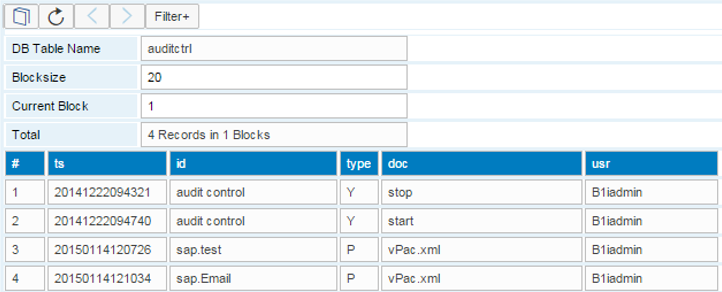 Filter+
DB Table Name auditctrl
Blocksize 20
Current Block 1
Total 4 Records in 1 Blocks
# ts id type doc usr
1 20141222094321 audit control Y stop B1iadmin
2 20141222094740 audit control Y start B1iadmin
3 20150114120726 sap.test P vPac.xml B1iadmin
4 20150114121034 sap.Email P vPac.xml B1iadmin